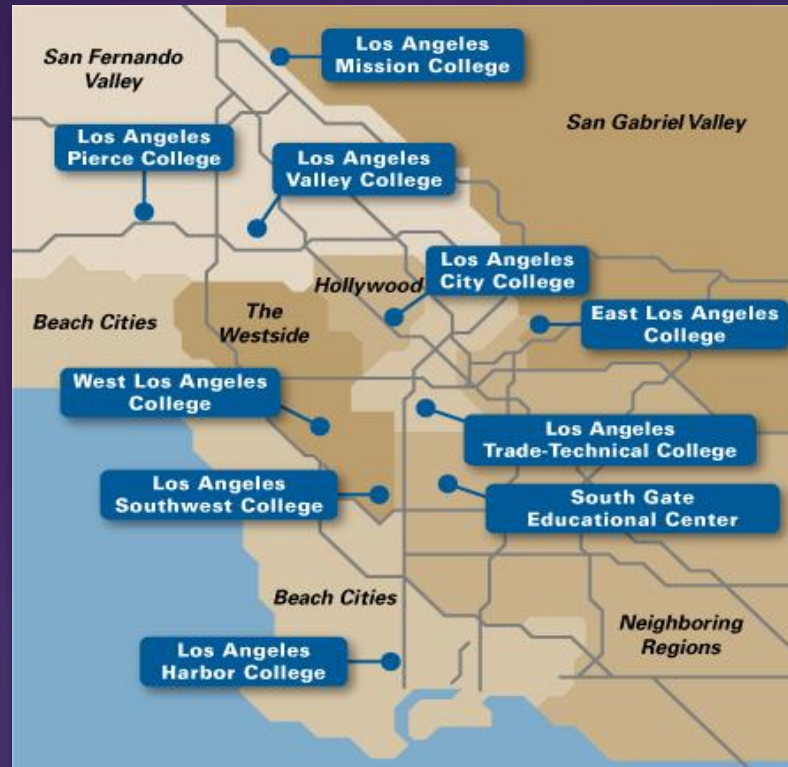 Los Angeles
Mission College
San Fernando
Valley
San Gabriel Valley
Los Angeles
Pierce College
Los Angeles
Valley College
Los Angeles
City College
Hollywood
East Los Angeles
College
The
Westside
Beach Cities
West Los Angeles
College
Los Angeles
Trade-Technical College
Los Angeles
Southwest College
South Gate
Educational Center
Beach Cities
Neighboring
Regions
Los Angeles
Harbor College